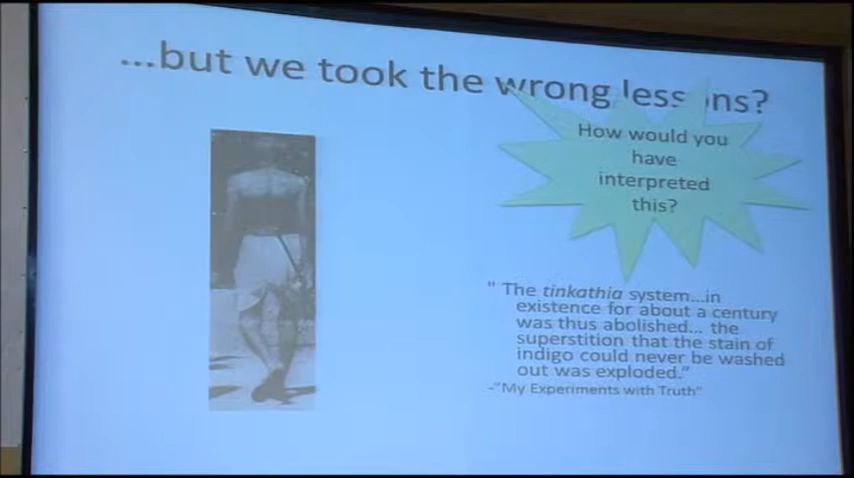 ...but we took the wrong lessons?
How would you
have
interpreted
this?
" The tinkathia system...in
existence for about a century
was thus abolished... the
superstition that the stain of
indigo could never be washed
out was exploded.”
-“My Experiments with Truth”